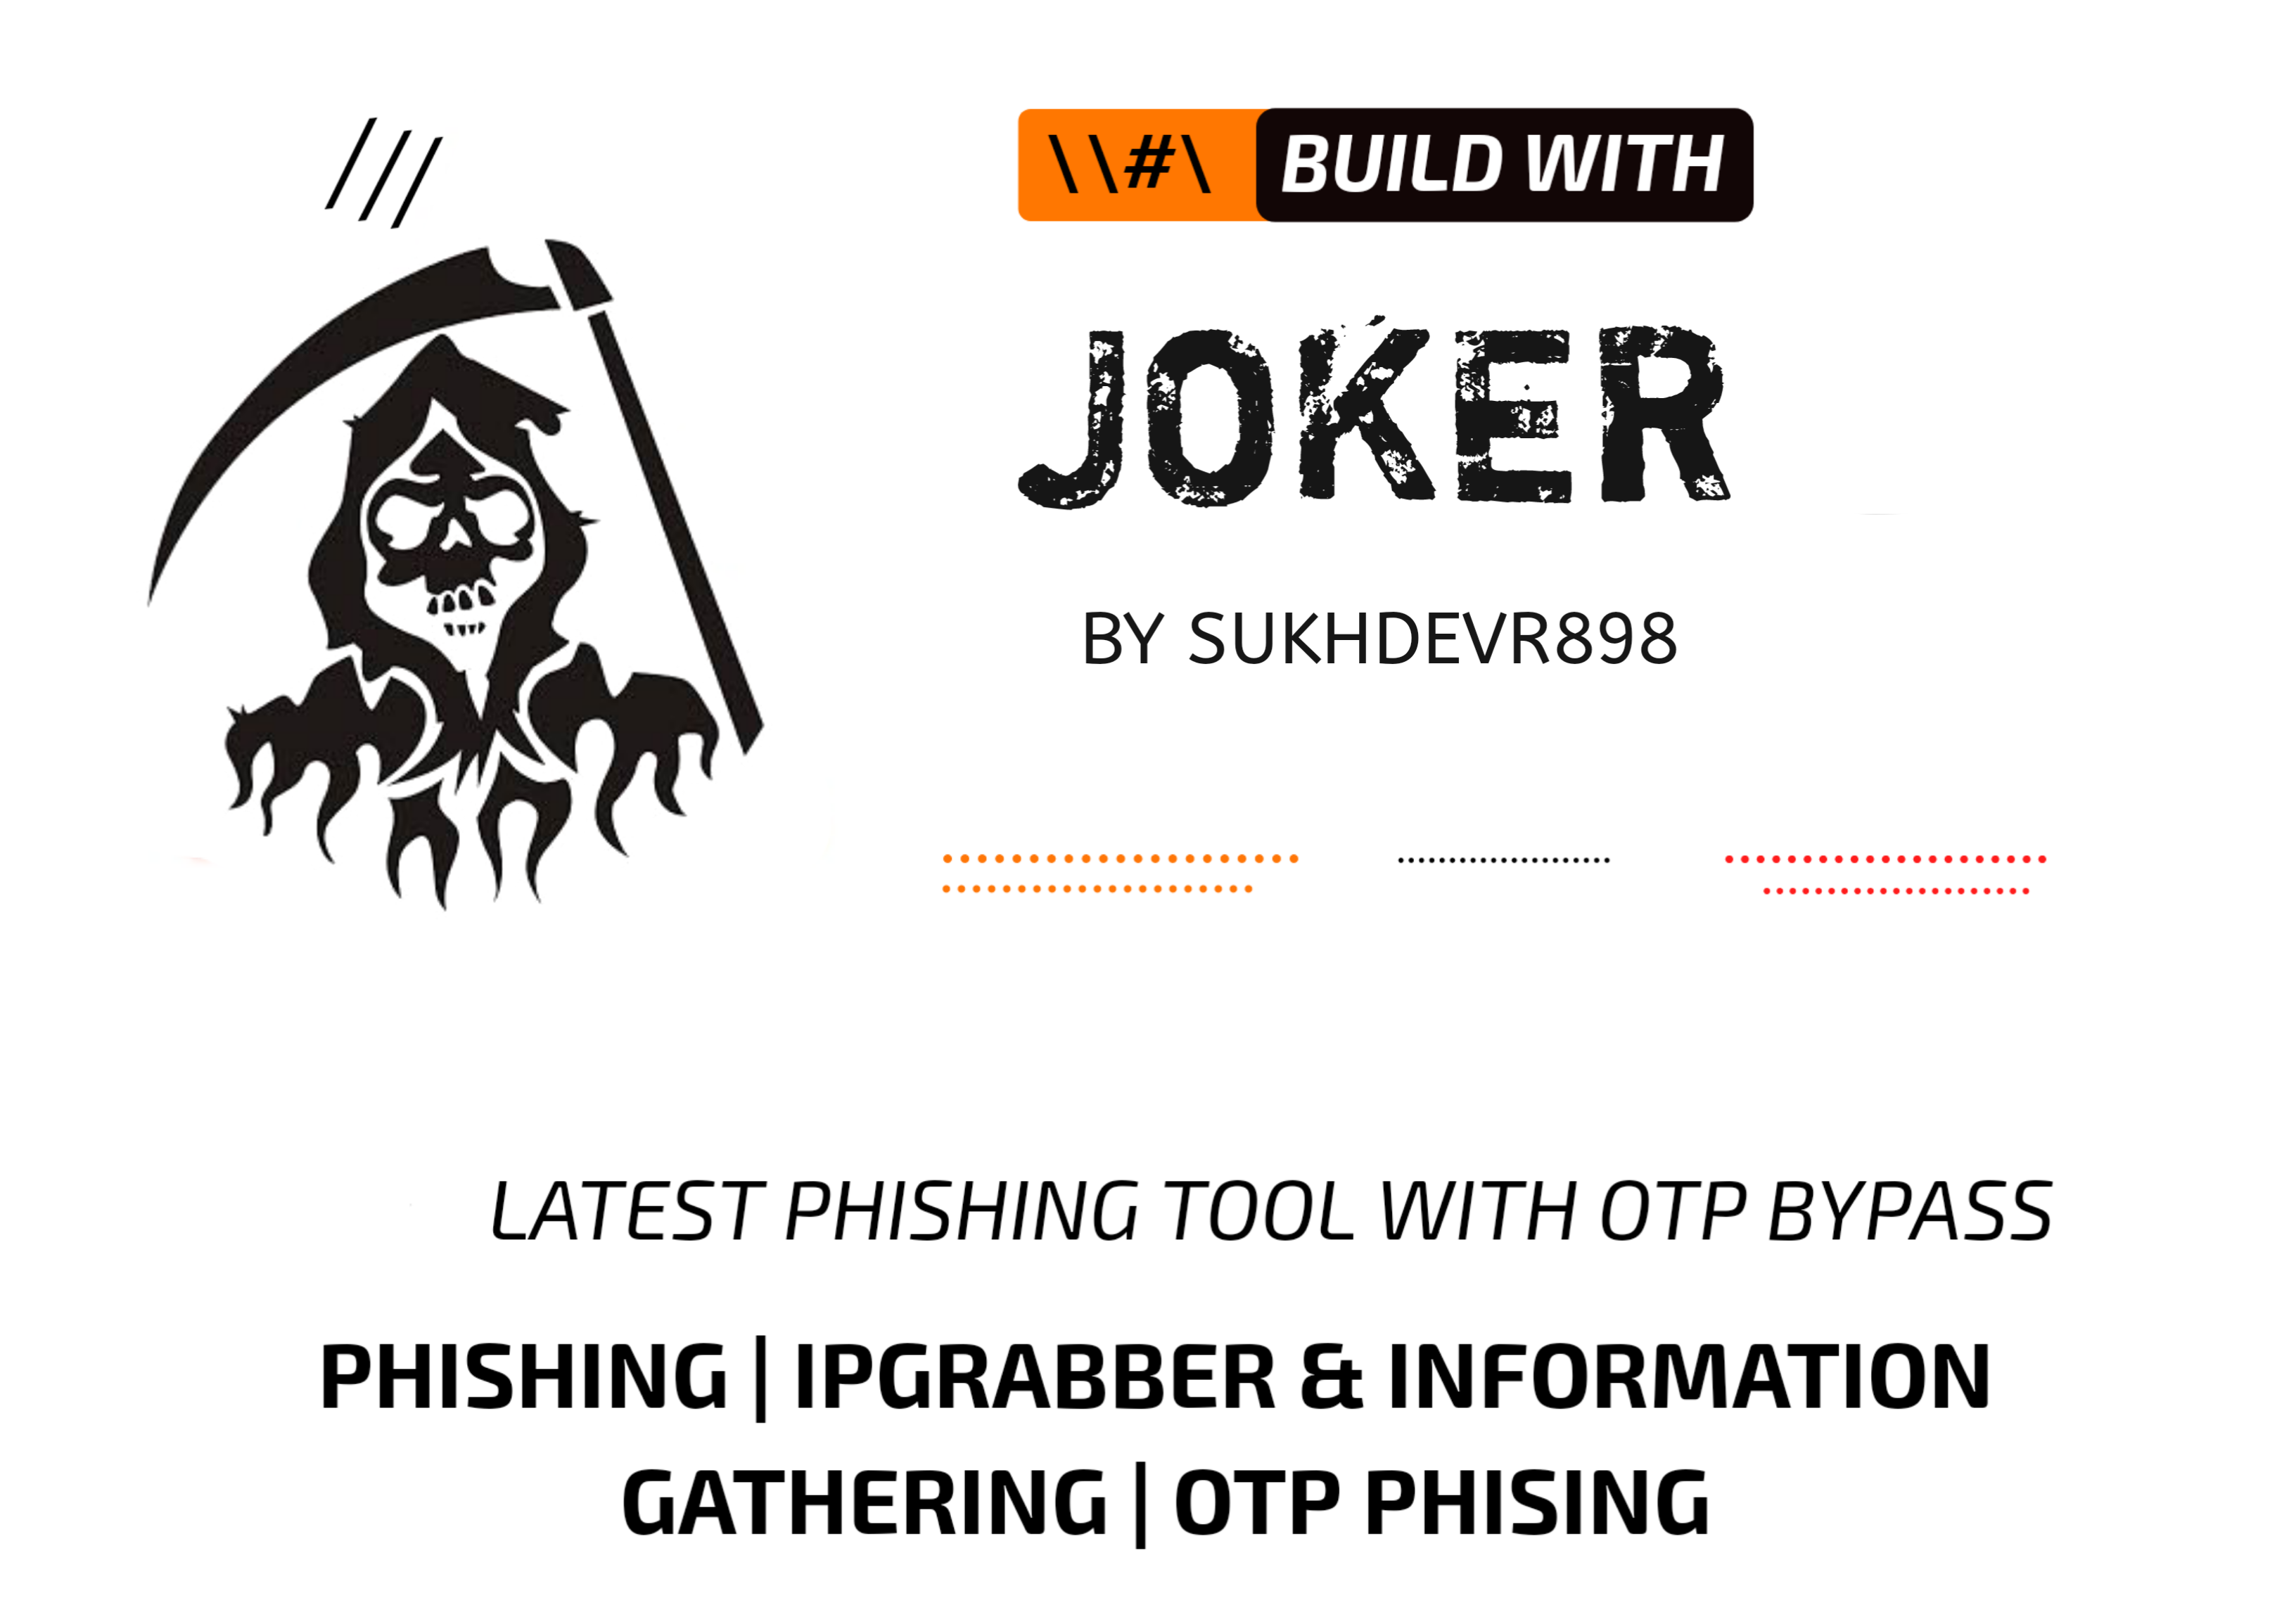 \\#\ BUILD WITH
JOKER
BY SUKHDEVR898
LATEST PHISHING TOOL WITH OTP BYPASS
PHISHING | IPGRABBER & INFORMATION
GATHERING | OTP PHISING